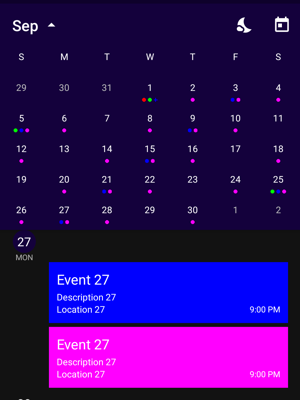 Sep
S M T W T F S
29 30 31 1 2 3 4
5 6 7 8 9 10 11
12 13 14 15 16 17 18
19 20 21 22 23 24 25
26 27 28 29 30 1 2
27
MON
Event 27
Description 27
Location 27 9:00 PM
Event 27
Description 27
Location 27 9:00 PM